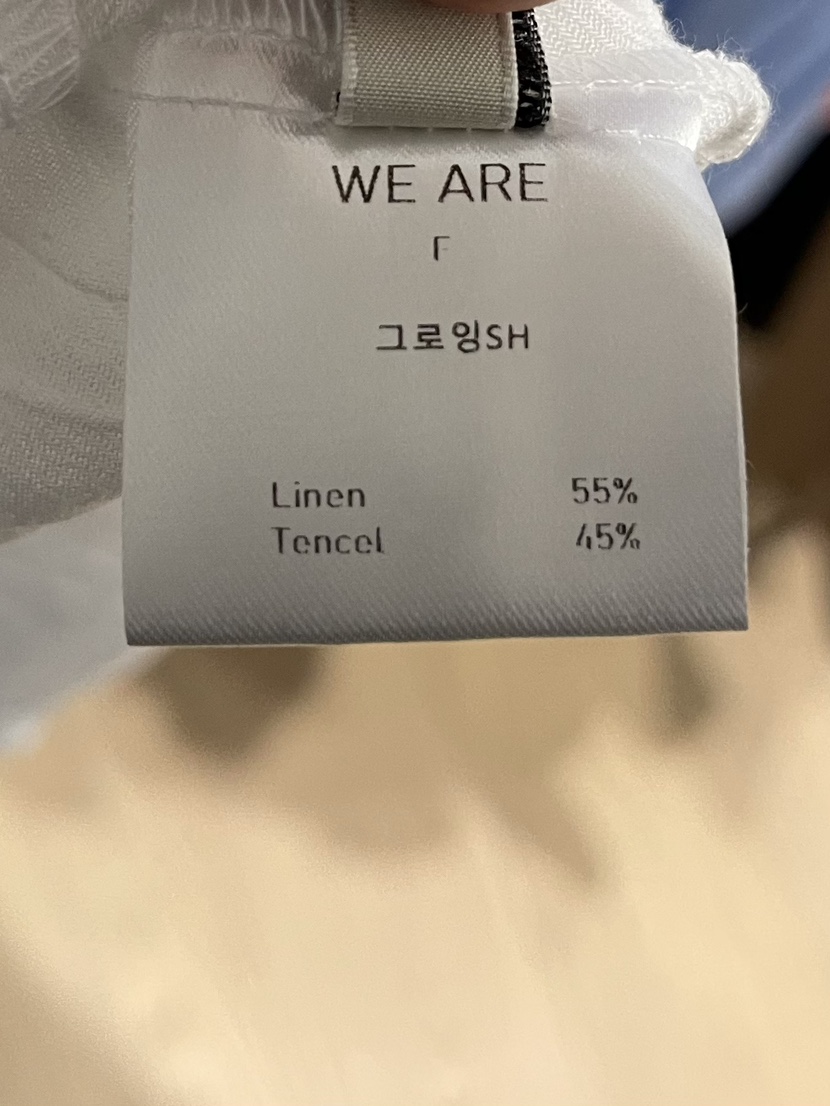 WE ARE
F
그로잉SH
Linen 55%
Tencel 45%